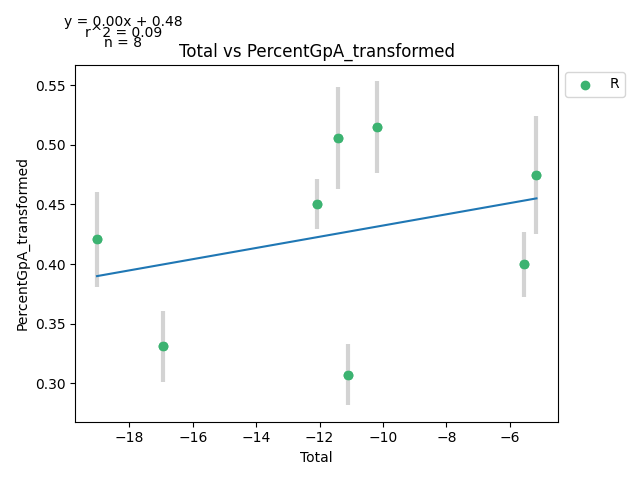 y = 0.00x + 0.48
r^2 = 0.09
n = 8
Total vs PercentGpA_transformed
R
PercentGpA_transformed
0.55
0.50
0.45
0.40
0.35
0.30
−18 −16 −14 −12 −10 −8 −6
Total